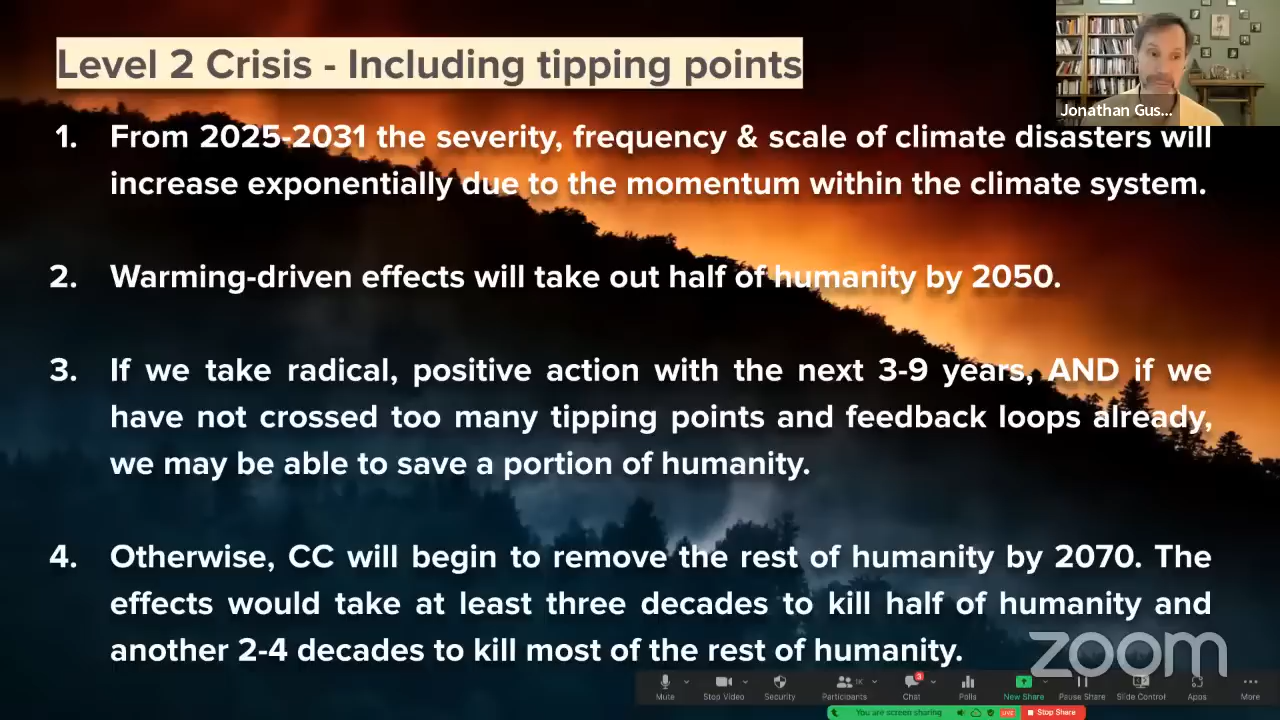 Level 2 Crisis - Including tipping points
Jonathan Gus...
1. From 2025-2031 the severity, frequency & scale of climate disasters will
increase exponentially due to the momentum within the climate system.
2. Warming-driven effects will take out half of humanity by 2050.
3. If we take radical, positive action with the next 3-9 years, AND if we
have not crossed too many tipping points and feedback loops already,
we may be able to save a portion of humanity.
4. Otherwise, CC will begin to remove the rest of humanity by 2070. The
effects would take at least three decades to kill half of humanity and
another 2-4 decades to kill most of the rest of humanity.
zoom
Mute Stop Video Security Participants 1K Chat 3 Polls New Share Pause Share Slide Control Apps More
You are screen sharing LIVE Stop Share